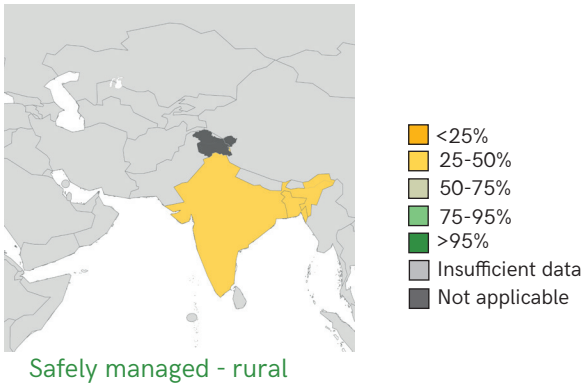 <25%
25-50%
50-75%
75-95%
>95%
Insufficient data
Not applicable
Safely managed - rural